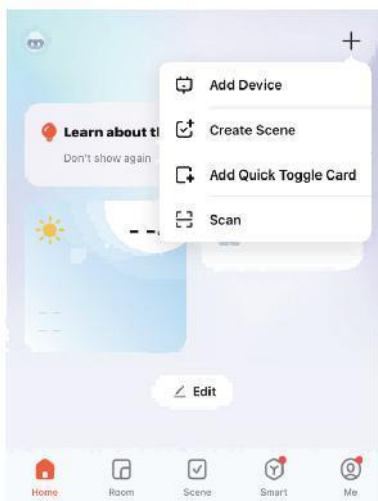 Add Device
Learn about t
Create Scene
Don't show again
Add Quick Toggle Card
Scan
Edit
Home Room Scene Smart Me